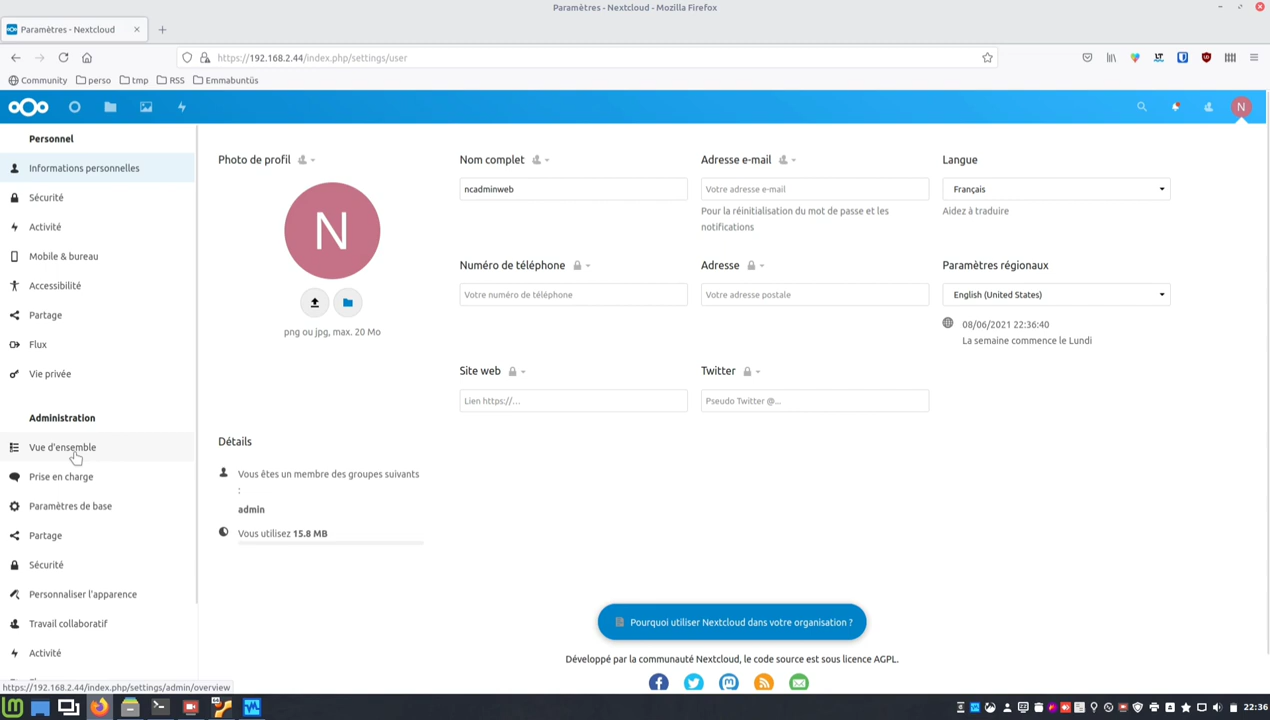 Paramètres - Nextcloud - Mozilla Firefox
Paramètres - Nextcloud
https://192.168.2.44/index.php/settings/user
Community perso tmp RSS Emmabuntüs
N
Personnel
Informations personnelles
Sécurité
Activité
Mobile & bureau
Accessibilité
Partage
Flux
Vie privée
Administration
Vue d'ensemble
Prise en charge
Paramètres de base
Partage
Sécurité
Personnaliser l'apparence
Travail collaboratif
Activité
Photo de profil
N
png ou jpg, max. 20 Mo
Nom complet
ncadminweb
Adresse e-mail
Votre adresse e-mail
Pour la réinitialisation du mot de passe et les
notifications
Langue
Français
Aidez à traduire
Numéro de téléphone
Votre numéro de téléphone
Adresse
Votre adresse postale
Paramètres régionaux
English (United States)
08/06/2021 22:36:40
La semaine commence le Lundi
Site web
Lien https://…
Twitter
Pseudo Twitter @…
Détails
Vous êtes un membre des groupes suivants
:
admin
Vous utilisez 15.8 MB
Pourquoi utiliser Nextcloud dans votre organisation ?
Développé par la communauté Nextcloud, le code source est sous licence AGPL.
https://192.168.2.44/index.php/settings/admin/overview
22:36